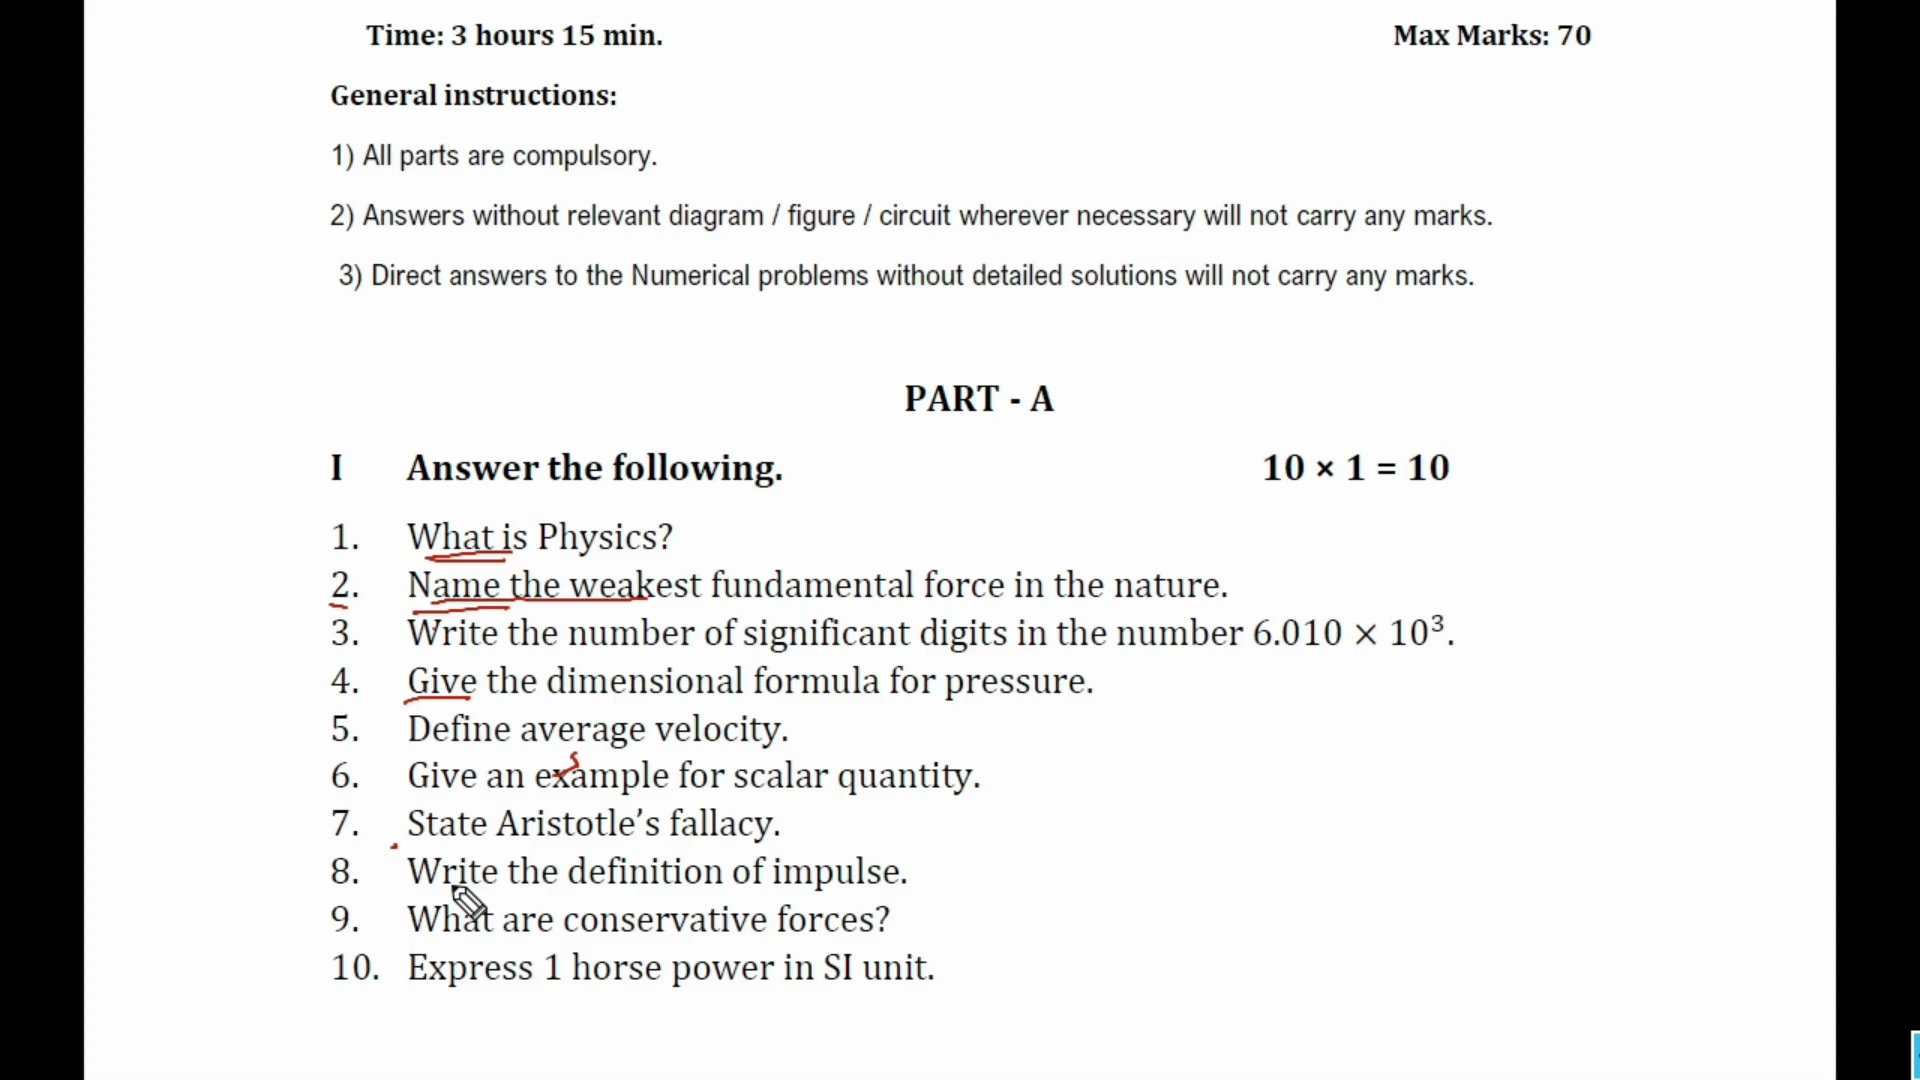 Time: 3 hours 15 min. Max Marks: 70
General instructions:
1) All parts are compulsory.
2) Answers without relevant diagram / figure / circuit wherever necessary will not carry any marks.
3) Direct answers to the Numerical problems without detailed solutions will not carry any marks.
PART - A
I Answer the following. 10 × 1 = 10
1. What is Physics?
2. Name the weakest fundamental force in the nature.
3. Write the number of significant digits in the number 6.010 × 10³.
4. Give the dimensional formula for pressure.
5. Define average velocity.
6. Give an example for scalar quantity.
7. State Aristotle’s fallacy.
8. Write the definition of impulse.
9. What are conservative forces?
10. Express 1 horse power in SI unit.